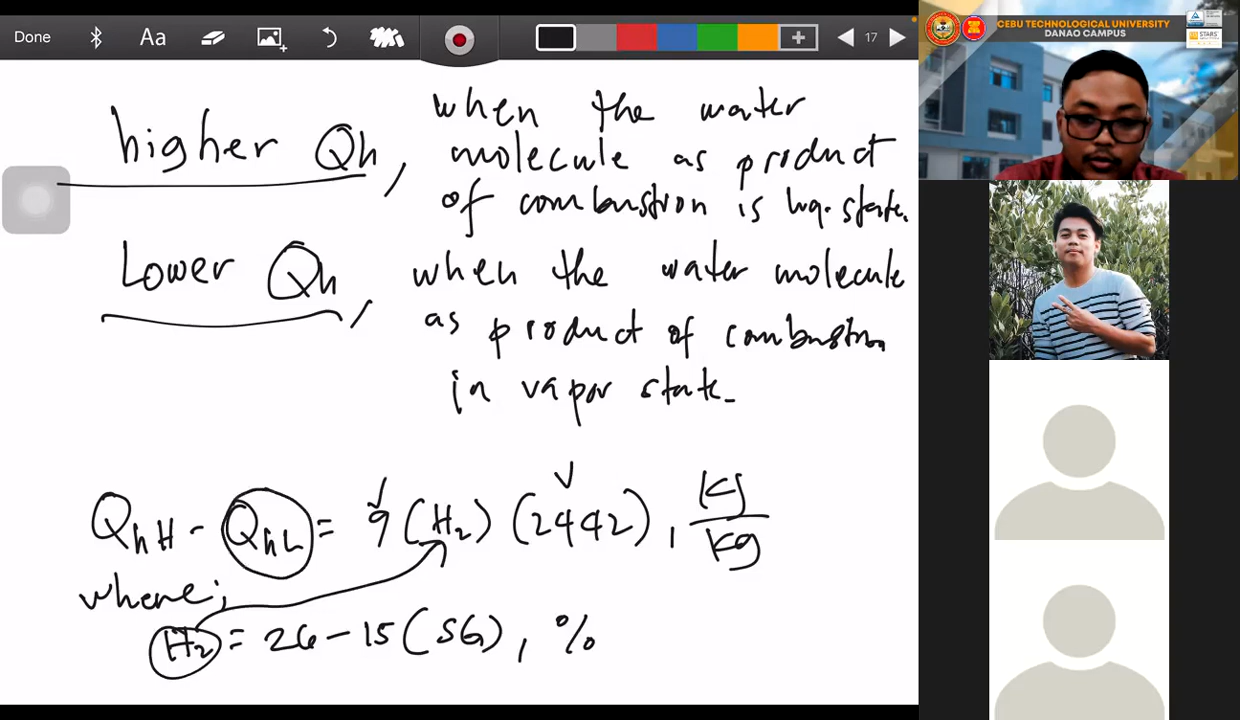 Done
Aa
17
CEBU TECHNOLOGICAL UNIVERSITY
DANAO CAMPUS
STARS
higher Qh, when the water
molecule as product
of combustion is liq. state.
Lower Qh, when the water molecule
as product of combustion
in vapor state.
QhH - QhL = 9 (H2) (2442), KJ/kg
where;
H2 = 26 - 15 (SG), %